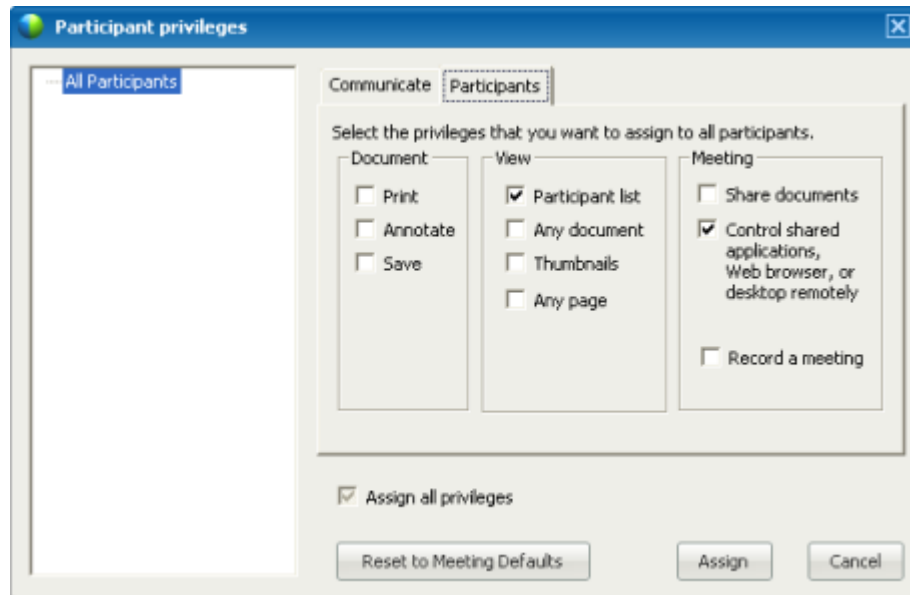 Participant privileges
All Participants
Communicate
Participants
Select the privileges that you want to assign to all participants.
Document
Print
Annotate
Save
View
Participant list
Any document
Thumbnails
Any page
Meeting
Share documents
Control shared
applications,
Web browser, or
desktop remotely
Record a meeting
Assign all privileges
Reset to Meeting Defaults
Assign
Cancel